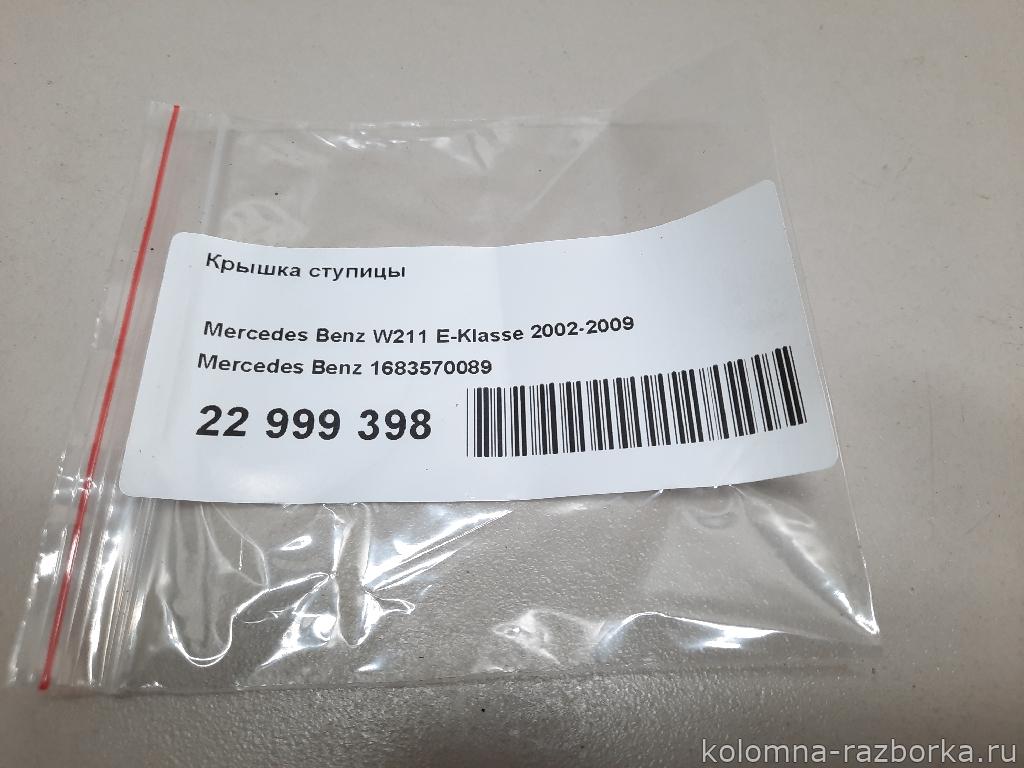 Крышка ступицы
Mercedes Benz W211 E-Klasse 2002-2009
Mercedes Benz 1683570089
22 999 398
kolomna-razborka.ru